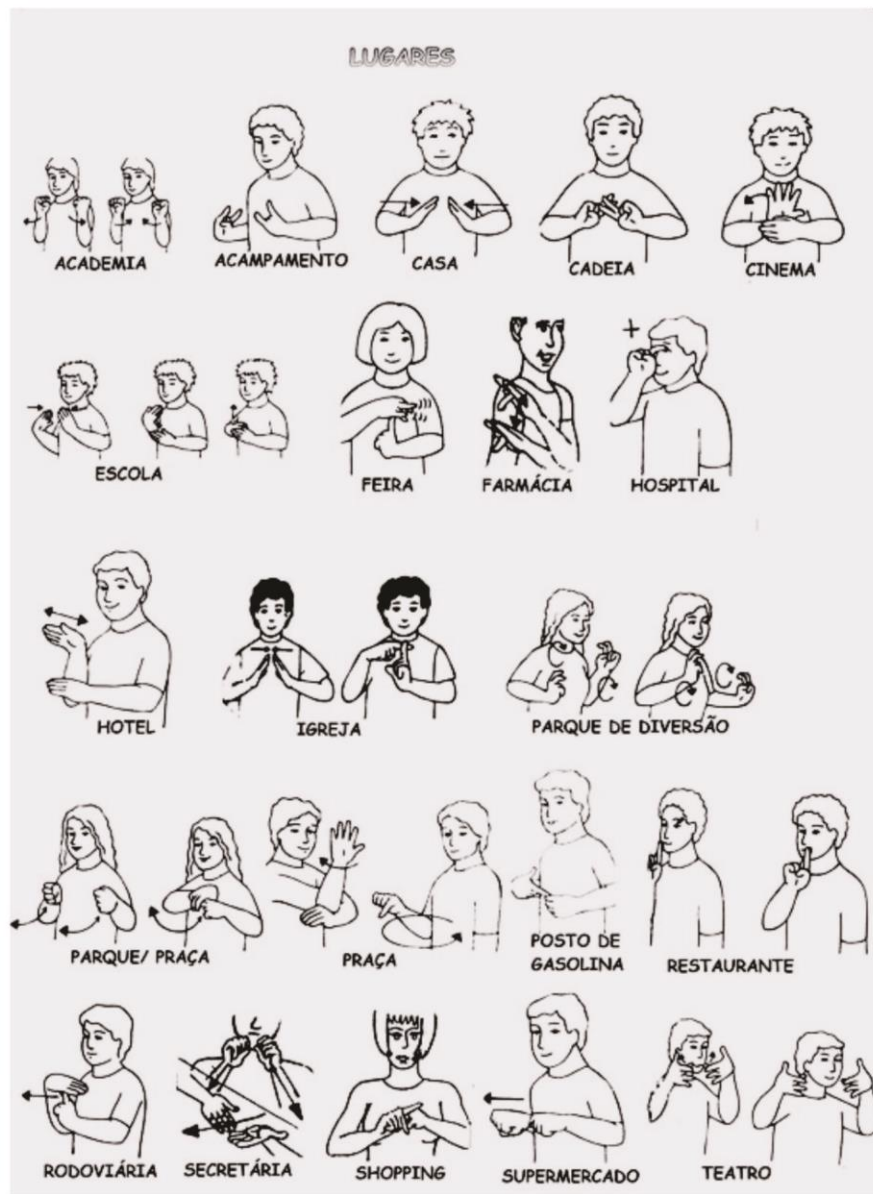 LUGARES
ACADEMIA
ACAMPAMENTO
CASA
CADEIA
CINEMA
ESCOLA
FEIRA
FARMÁCIA
HOSPITAL
+
HOTEL
IGREJA
PARQUE DE DIVERSÃO
PARQUE/ PRAÇA
PRAÇA
POSTO DE
GASOLINA
RESTAURANTE
RODOVIÁRIA
SECRETÁRIA
SHOPPING
SUPERMERCADO
TEATRO